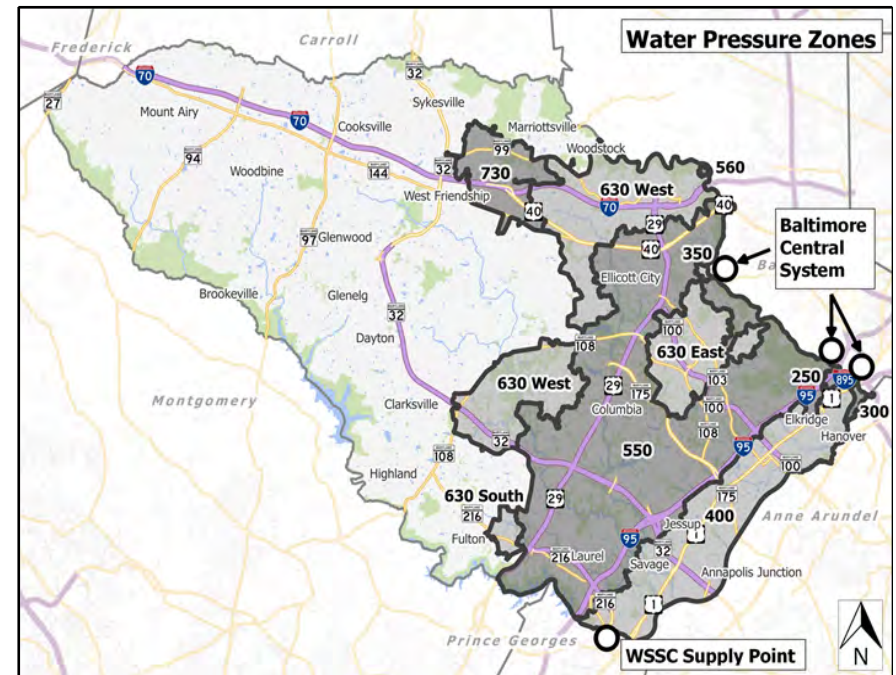 Water Pressure Zones
Frederick
Carroll
70
27
Mount Airy
32
Sykesville
70
Cooksville
Marriottsville
99
Woodstock
94
Woodbine
144
32
730
560
630 West
West Friendship
70
40
40
29
Baltimore
Central
System
97
Glenwood
40
350
Ba
Ellicott City
Brookeville
Glenelg
32
Dayton
100
108
630 East
630 West
29
175
103
250
895
95
1
Columbia
Elkridge
300
Montgomery
Clarksville
100
Hanover
108
95
32
550
100
108
Highland
630 South
29
175
Anne Arundel
216
400
Jessup
1
Fulton
95
32
216
Laurel
Savage
Annapolis Junction
216
1
Prince Georges
WSSC Supply Point
N